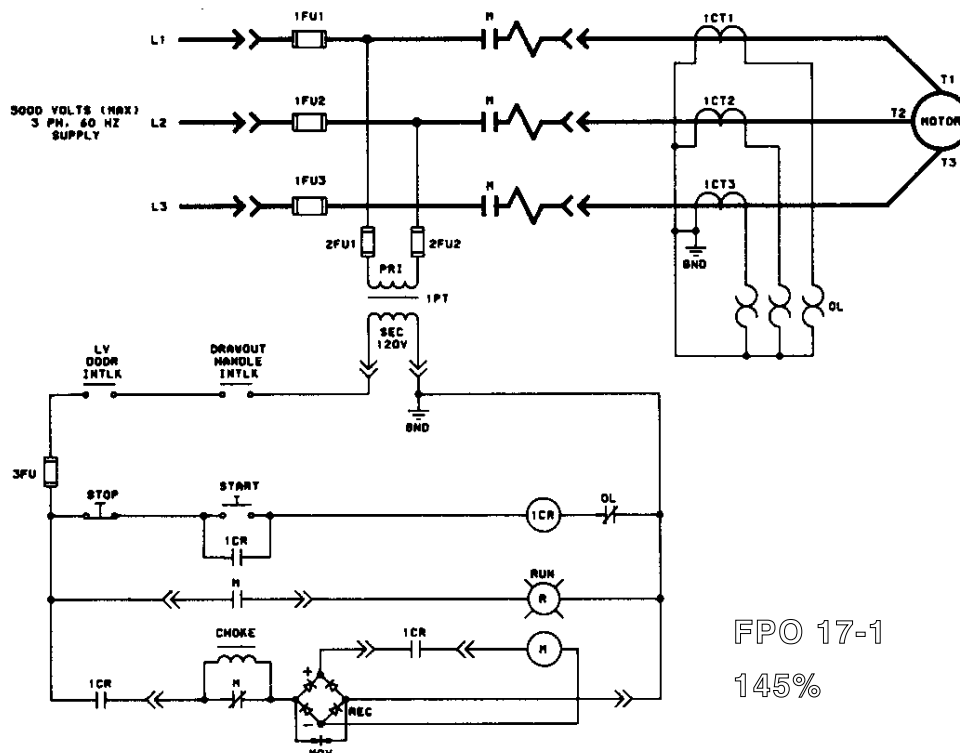 1FU1
M
1CT1
L1
T1
5000 VOLTS (MAX)
3 PH, 60 HZ
SUPPLY
1FU2
M
1CT2
L2
T2
MOTOR
T3
1FU3
M
1CT3
L3
2FU1
2FU2
GND
PRI
1PT
OL
SEC
120V
LV
DOOR
INTLK
DRAWOUT
HANDLE
INTLK
GND
3FU
STOP
START
1CR
OL
1CR
M
RUN
R
FPO 17-1
CHOKE
1CR
M
145%
1CR
M
+
REC
-
MOV